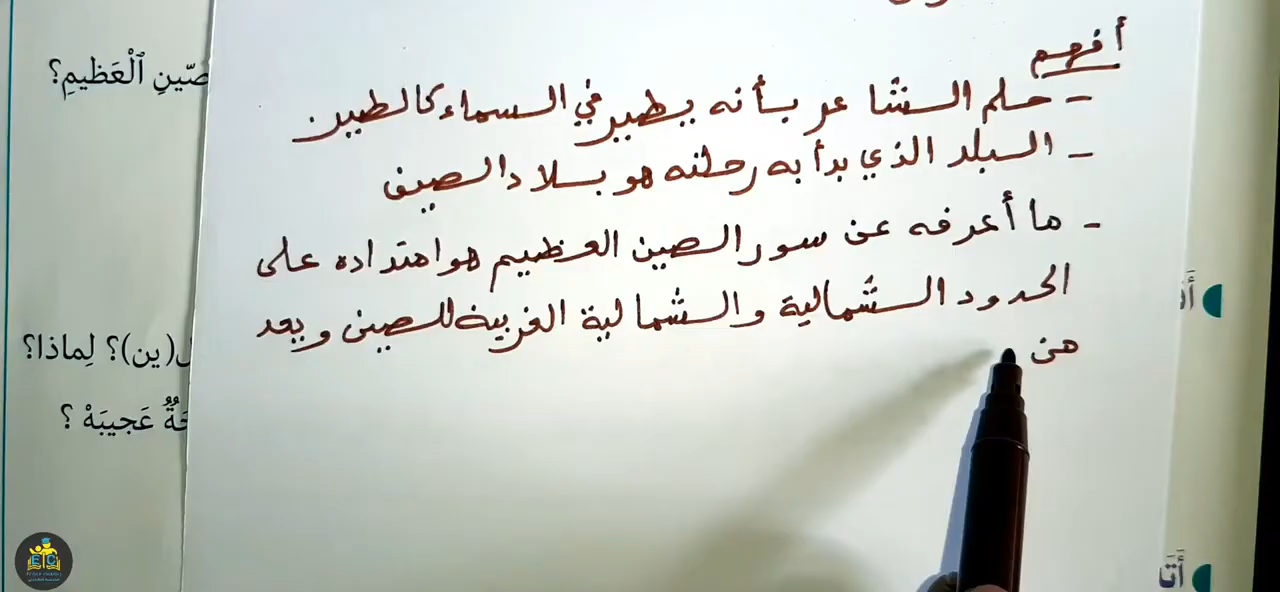 أفهم
- حلم الشاعر بأنه يطير في السماء كالطير
- البلد الذي بدأ به رحلته هو بلاد الصين
- ما أعرفه عن سور الصين العظيم هو امتداده على
الحدود الشمالية والشمالية الغربية للصين ويعد
من
صّينِ ٱلْعَظيمِ؟
ل(ين)؟ لِماذا؟
عَجيبَهْ ؟